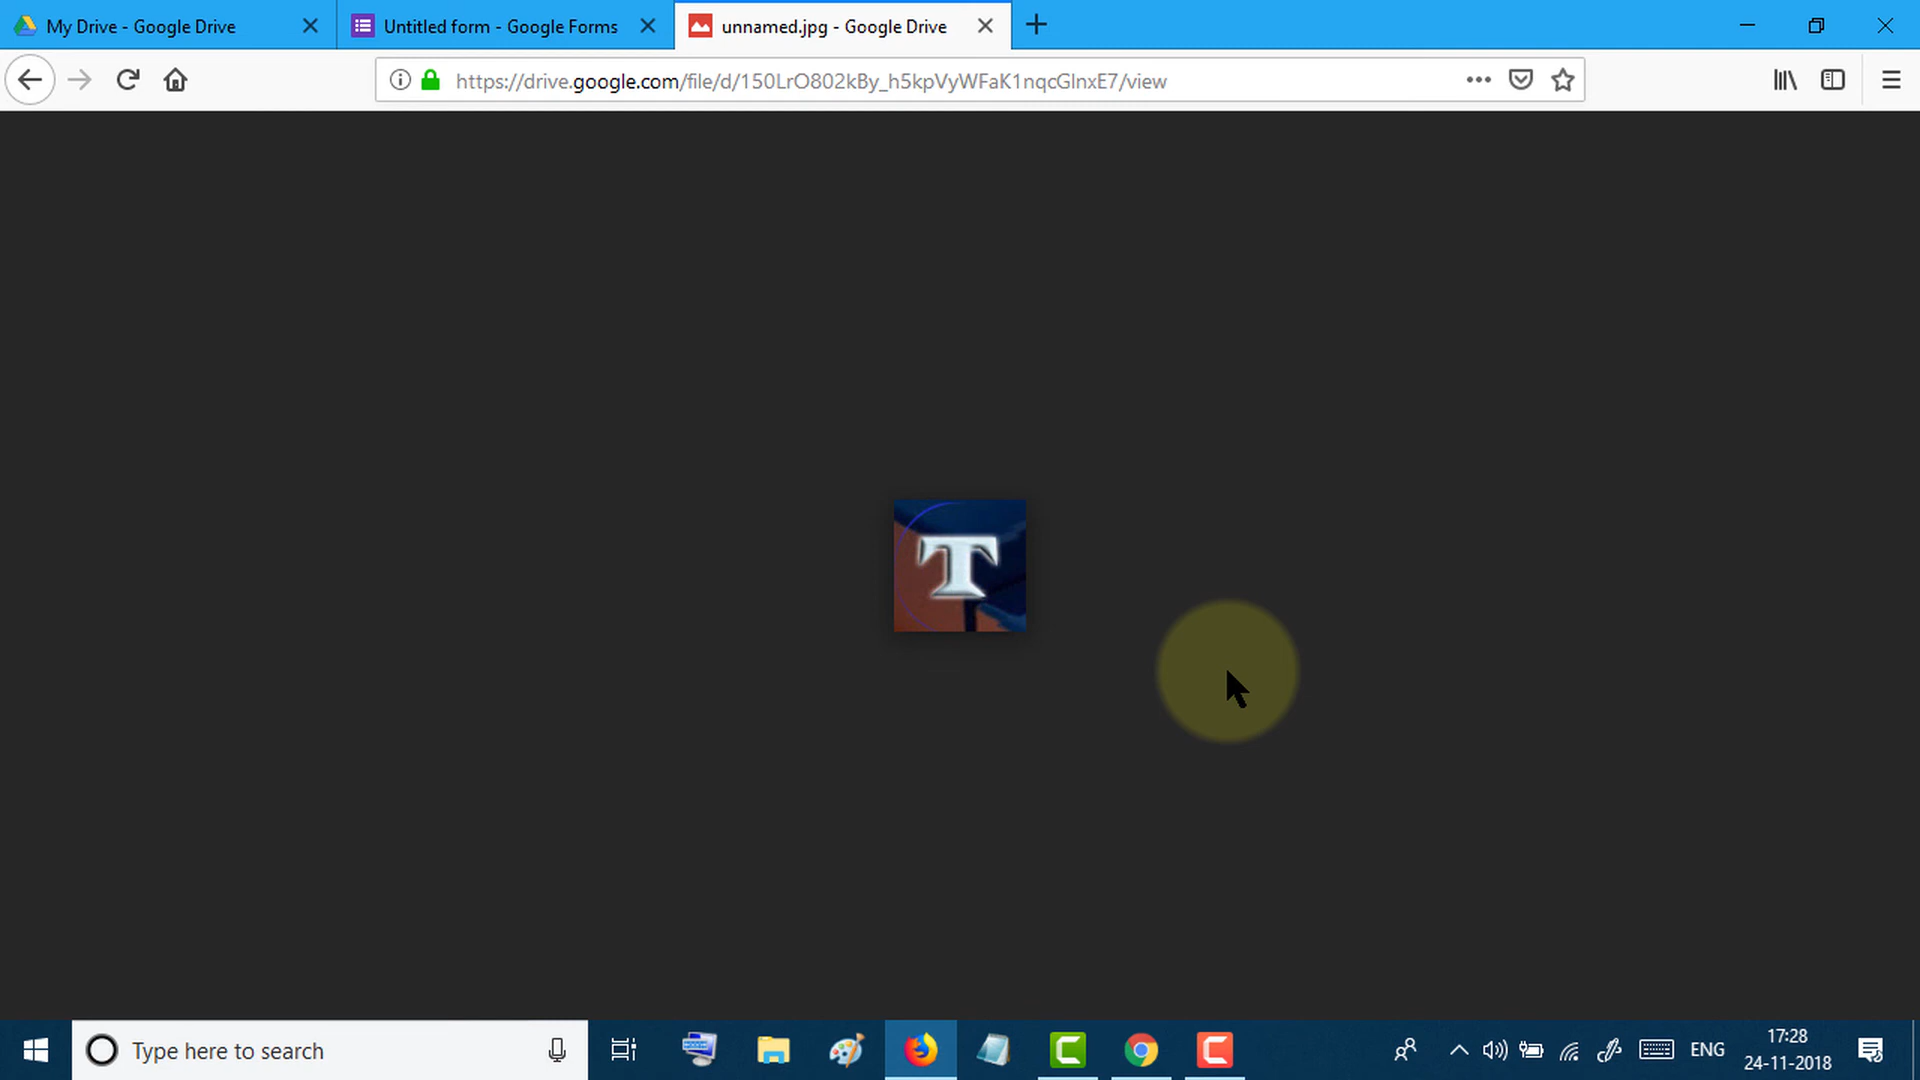 My Drive - Google Drive
Untitled form - Google Forms
unnamed.jpg - Google Drive
https://drive.google.com/file/d/150LrO802kBy_h5kpVyWFaK1nqcGlnxE7/view
T
Type here to search
ENG
17:28
24-11-2018